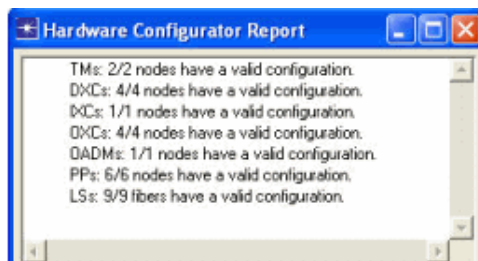 Hardware Configurator Report
TMs: 2/2 nodes have a valid configuration.
DXCs: 4/4 nodes have a valid configuration.
IXCs: 1/1 nodes have a valid configuration.
OXCs: 4/4 nodes have a valid configuration.
OADMs: 1/1 nodes have a valid configuration.
PPs: 6/6 nodes have a valid configuration.
LSs: 9/9 fibers have a valid configuration.